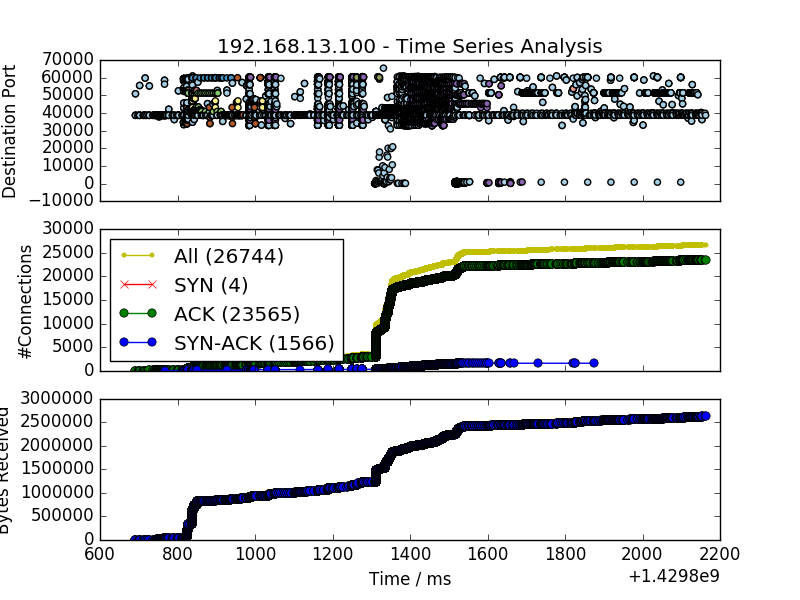 192.168.13.100 - Time Series Analysis
70000
60000
50000
40000
30000
20000
10000
0
−10000
Destination Port
30000
25000
20000
15000
10000
5000
0
#Connections
All (26744)
SYN (4)
ACK (23565)
SYN-ACK (1566)
3000000
2500000
2000000
1500000
1000000
500000
0
Bytes Received
600 800 1000 1200 1400 1600 1800 2000 2200
Time / ms
+1.4298e9